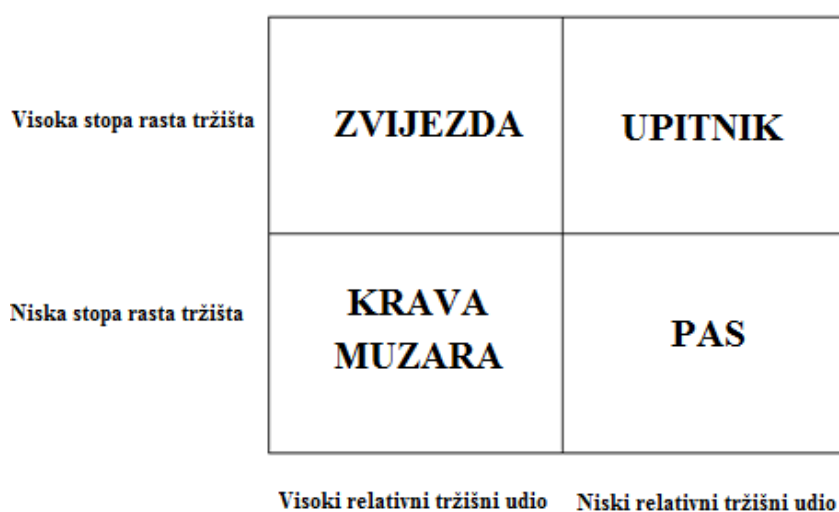 Visoka stopa rasta tržišta
ZVIJEZDA
UPITNIK
Niska stopa rasta tržišta
KRAVA
MUZARA
PAS
Visoki relativni tržišni udio
Niski relativni tržišni udio